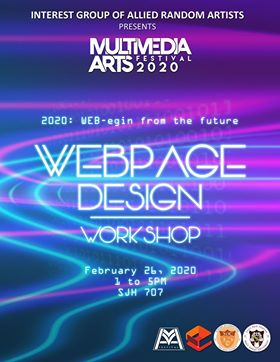 INTEREST GROUP OF ALLIED RANDOM ARTISTS
PRESENTS
MULTIMEDIA
ARTS FESTIVAL
2020
2020: WEB-egin from the future
WEBPAGE
DESIGN
WORKSHOP
February 26, 2020
1 to 5PM
SJH 707